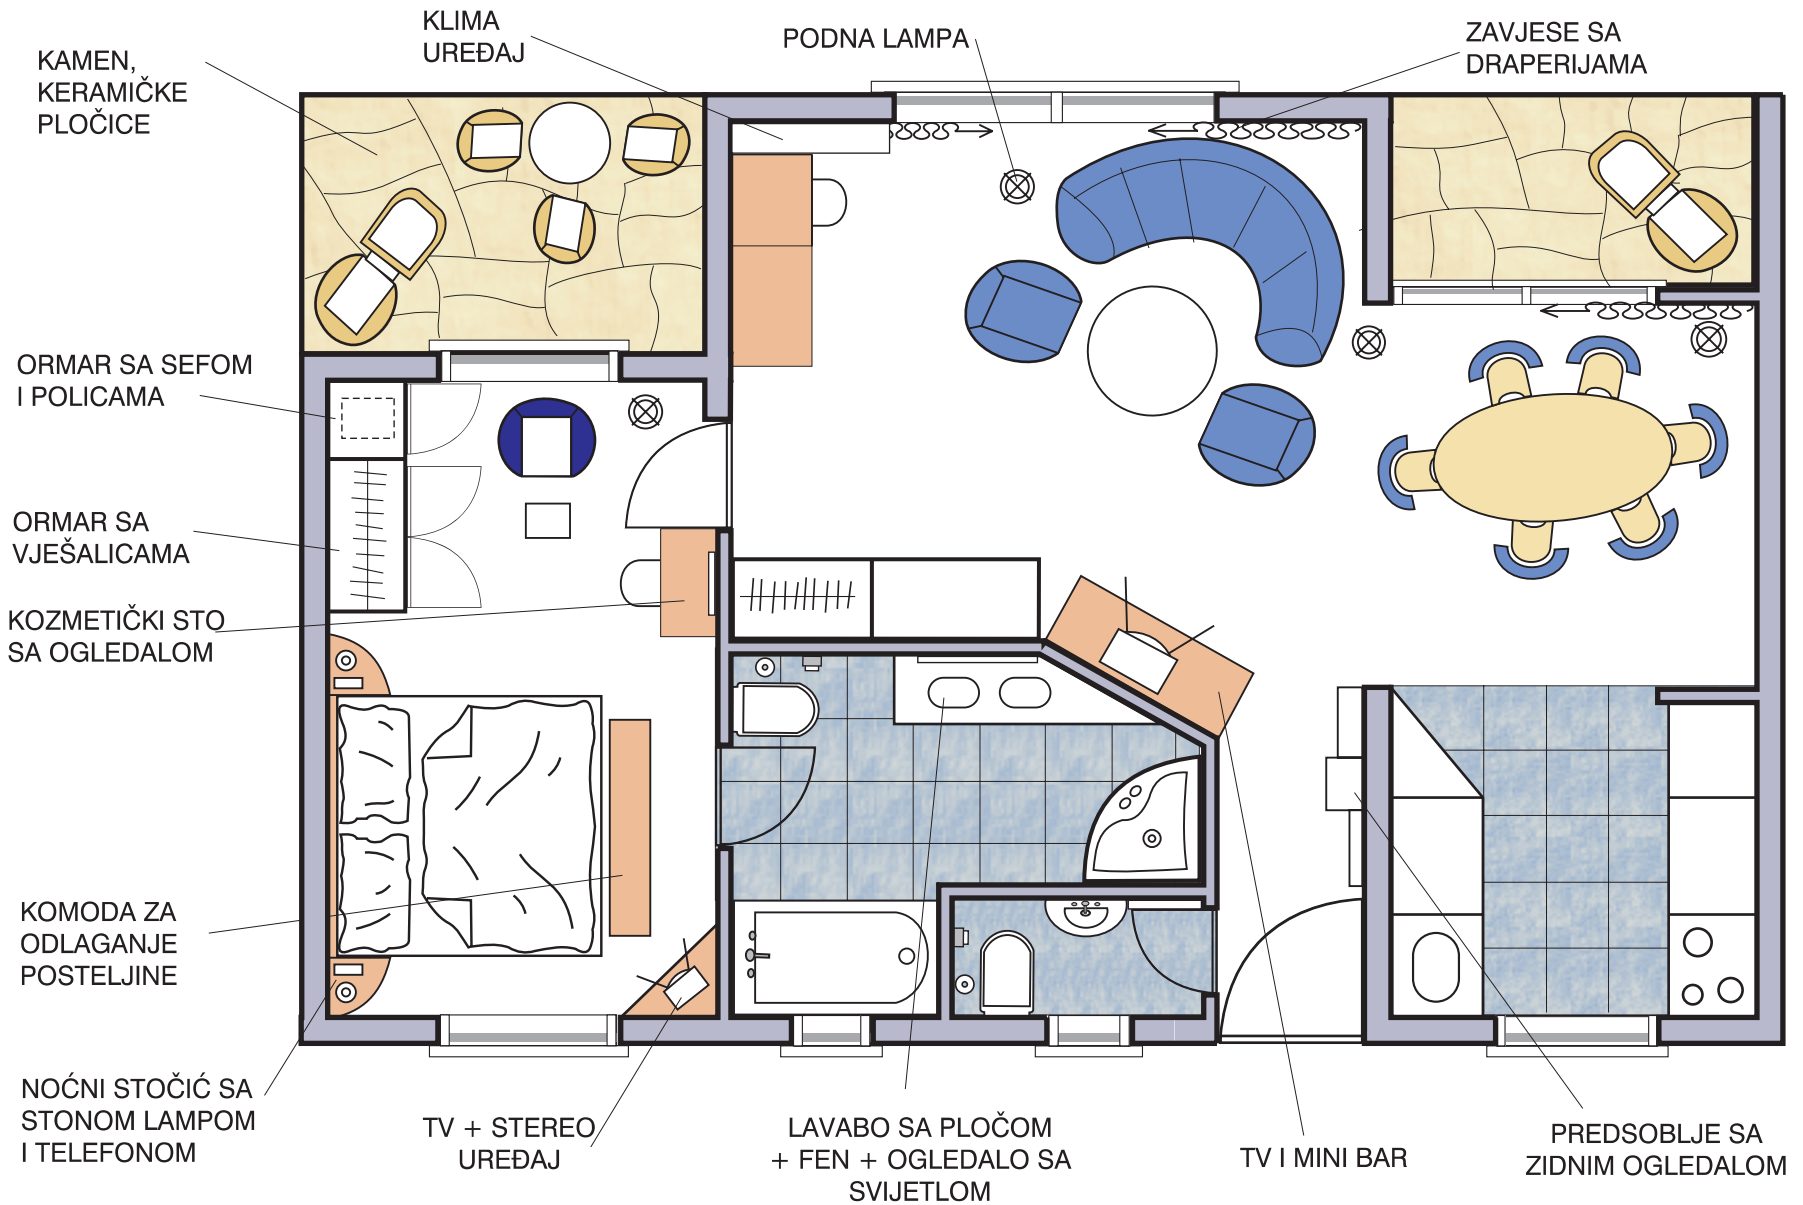 KLIMA
UREĐAJ
PODNA LAMPA
ZAVJESE SA
DRAPERIJAMA
KAMEN,
KERAMIČKE
PLOČICE
ORMAR SA SEFOM
I POLICAMA
ORMAR SA
VJEŠALICAMA
KOZMETIČKI STO
SA OGLEDALOM
KOMODA ZA
ODLAGANJE
POSTELJINE
NOĆNI STOČIĆ SA
STONOM LAMPOM
I TELEFONOM
TV + STEREO
UREĐAJ
LAVABO SA PLOČOM
+ FEN + OGLEDALO SA
SVIJETLOM
TV I MINI BAR
PREDSOBLJE SA
ZIDNIM OGLEDALOM